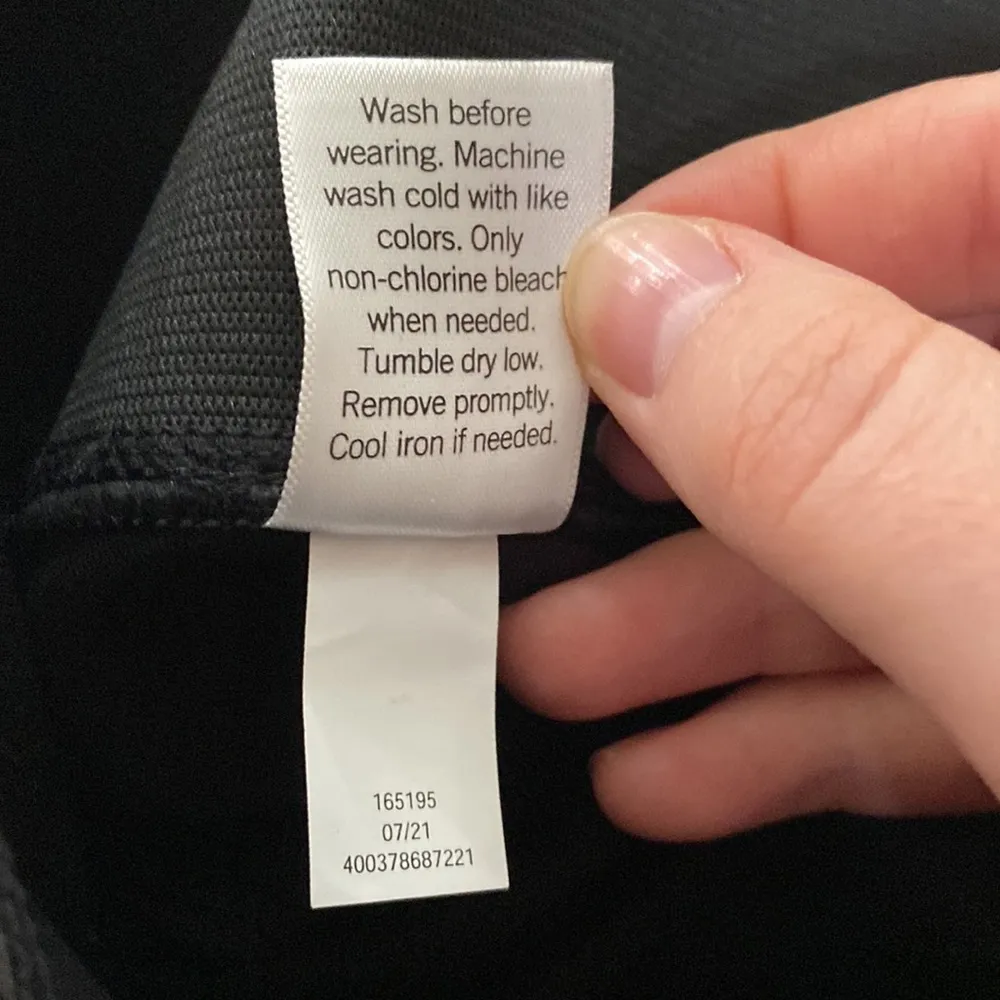 Wash before
wearing. Machine
wash cold with like
colors. Only
non-chlorine bleach
when needed.
Tumble dry low.
Remove promptly.
Cool iron if needed.
165195
07/21
400378687221